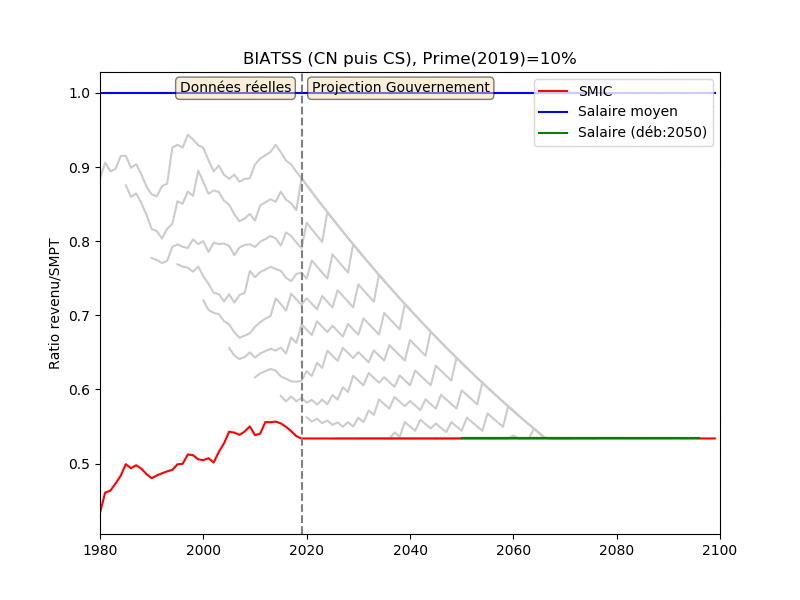 BIATSS (CN puis CS), Prime(2019)=10%
Données réelles
Projection Gouvernement
SMIC
Salaire moyen
Salaire (déb:2050)
Ratio revenu/SMPT
1.0
0.9
0.8
0.7
0.6
0.5
1980
2000
2020
2040
2060
2080
2100